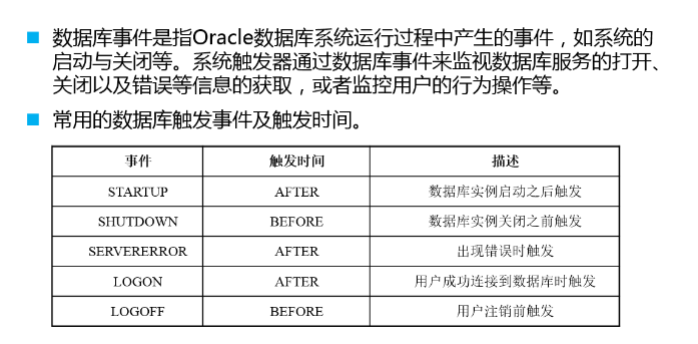 数据库事件是指Oracle数据库系统运行过程中产生的事件，如系统的
启动与关闭等。系统触发器通过数据库事件来监视数据库服务的打开、
关闭以及错误等信息的获取，或者监控用户的行为操作等。
常用的数据库触发事件及触发时间。
事件 触发时间 描述
STARTUP AFTER 数据库实例启动之后触发
SHUTDOWN BEFORE 数据库实例关闭之前触发
SERVERERROR AFTER 出现错误时触发
LOGON AFTER 用户成功连接到数据库时触发
LOGOFF BEFORE 用户注销前触发